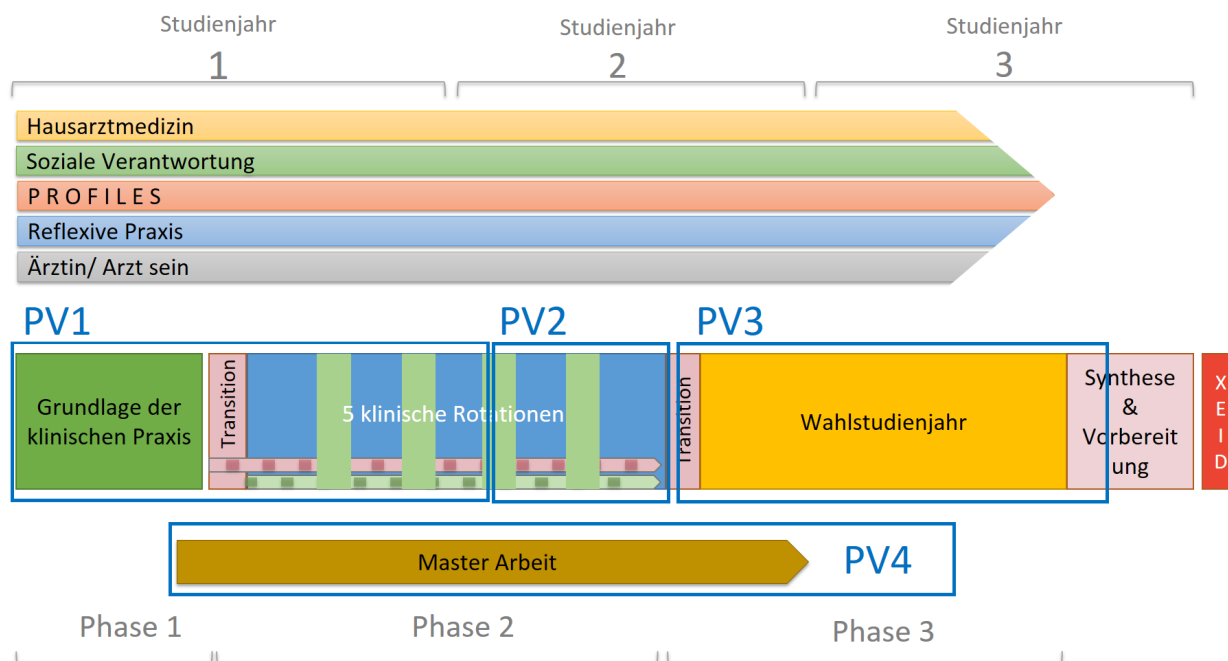 Studienjahr
1
Studienjahr
2
Studienjahr
3
Hausarztmedizin
Soziale Verantwortung
P R O F I L E S
Reflexive Praxis
Ärztin/ Arzt sein
PV1
PV2
PV3
Grundlage der
klinischen Praxis
Transition
5 klinische Rotationen
Transition
Wahlstudienjahr
Synthese
&
Vorbereit
ung
X
E
I
D
Master Arbeit
PV4
Phase 1
Phase 2
Phase 3